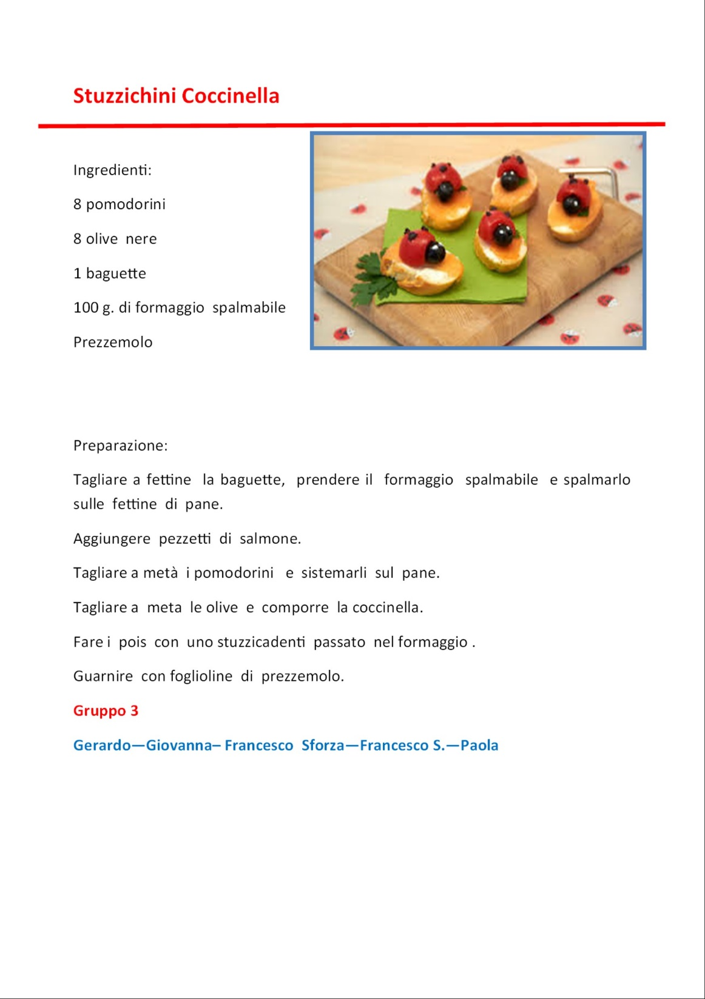 Stuzzichini Coccinella
Ingredienti:
8 pomodorini
8 olive nere
1 baguette
100 g. di formaggio spalmabile
Prezzemolo
Preparazione:
Tagliare a fettine la baguette, prendere il formaggio spalmabile e spalmarlo
sulle fettine di pane.
Aggiungere pezzetti di salmone.
Tagliare a metà i pomodorini e sistemarli sul pane.
Tagliare a meta le olive e comporre la coccinella.
Fare i pois con uno stuzzicadenti passato nel formaggio .
Guarnire con foglioline di prezzemolo.
Gruppo 3
Gerardo—Giovanna– Francesco Sforza—Francesco S.—Paola